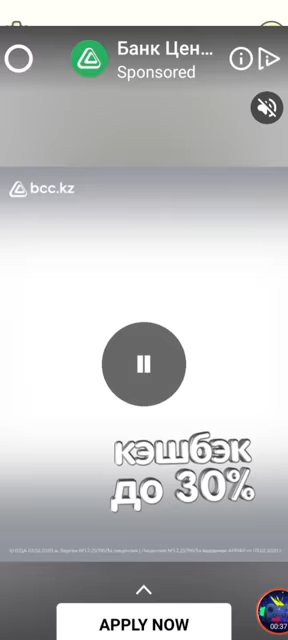 Банк Цен...
Sponsored
bcc.kz
кэшбэк
до 30%
APPLY NOW
00:37